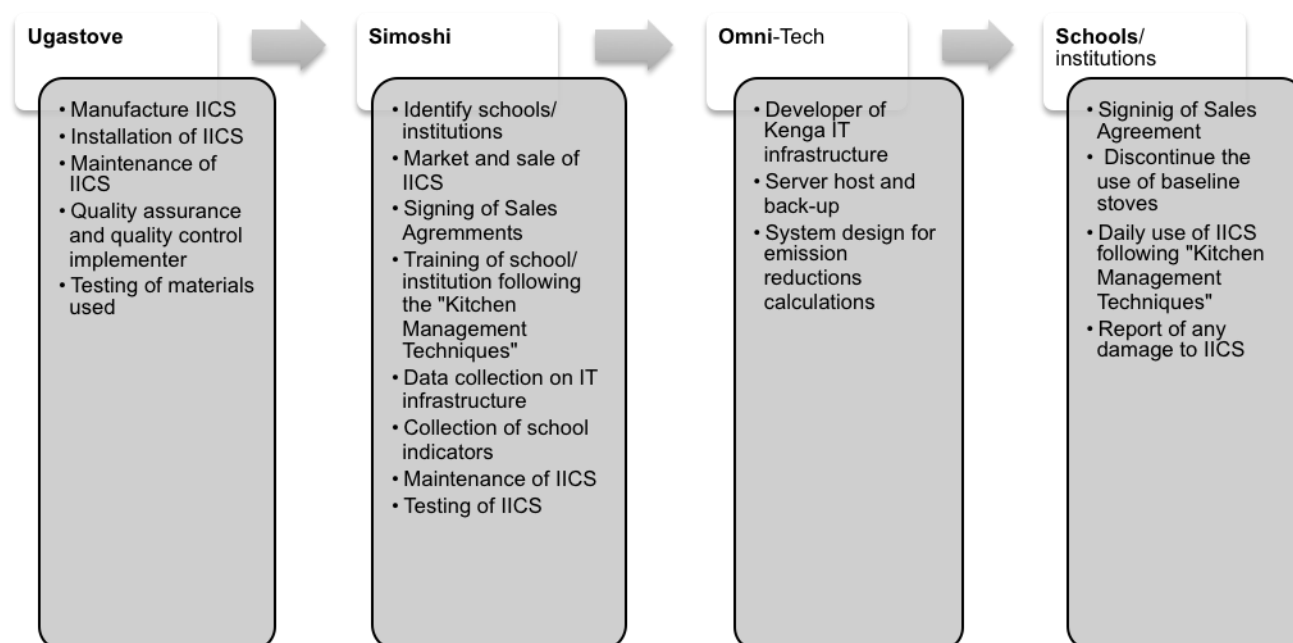 Ugastove
• Manufacture IICS
• Installation of IICS
• Maintenance of
IICS
• Quality assurance
and quality control
implementer
• Testing of materials
used
Simoshi
• Identify schools/
institutions
• Market and sale of
IICS
• Signing of Sales
Agremments
• Training of school/
institution following
the "Kitchen
Management
Techniques"
• Data collection on IT
infrastructure
• Collection of school
indicators
• Maintenance of IICS
• Testing of IICS
Omni-Tech
• Developer of
Kenga IT
infrastructure
• Server host and
back-up
• System design for
emission
reductions
calculations
Schools/
institutions
• Signinig of Sales
Agreement
• Discontinue the
use of baseline
stoves
• Daily use of IICS
following "Kitchen
Management
Techniques"
• Report of any
damage to IICS